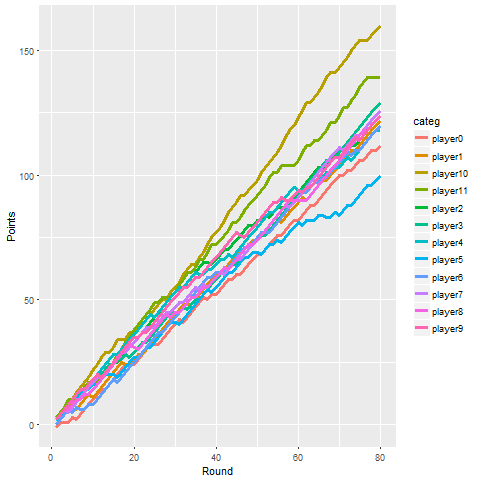 150
100
50
0
Points
0
20
40
60
80
Round
categ
player0
player1
player10
player11
player2
player3
player4
player5
player6
player7
player8
player9